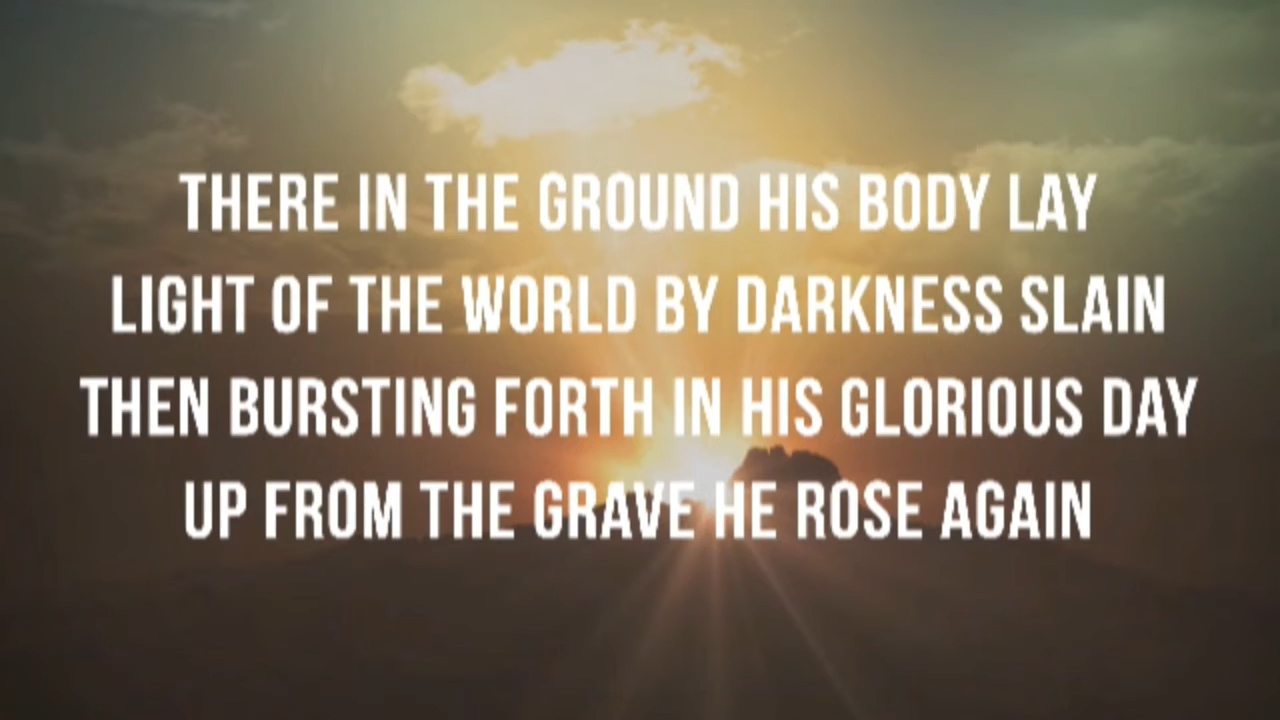 THERE IN THE GROUND HIS BODY LAY
LIGHT OF THE WORLD BY DARKNESS SLAIN
THEN BURSTING FORTH IN HIS GLORIOUS DAY
UP FROM THE GRAVE HE ROSE AGAIN